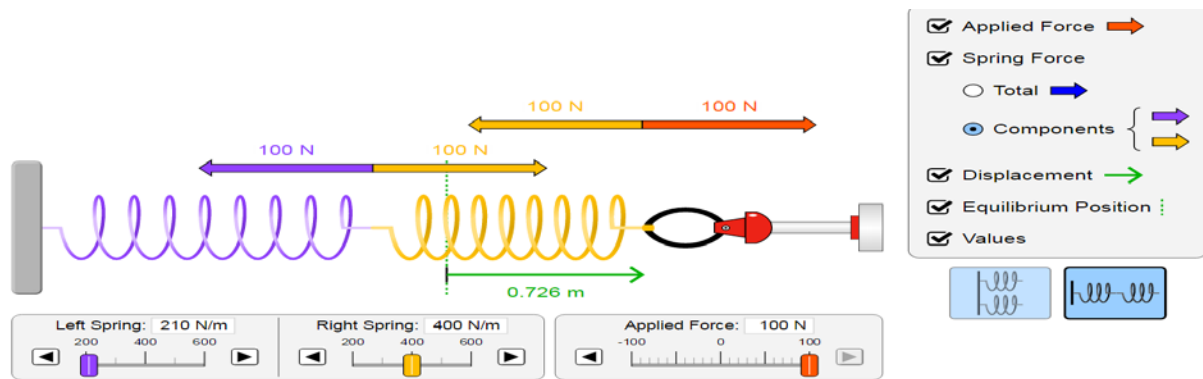 Applied Force
Spring Force
Total
Components
Displacement
Equilibrium Position
Values
100 N 100 N
100 N 100 N
0.726 m
Left Spring: 210 N/m
200 400 600
Right Spring: 400 N/m
200 400 600
Applied Force: 100 N
-100 0 100